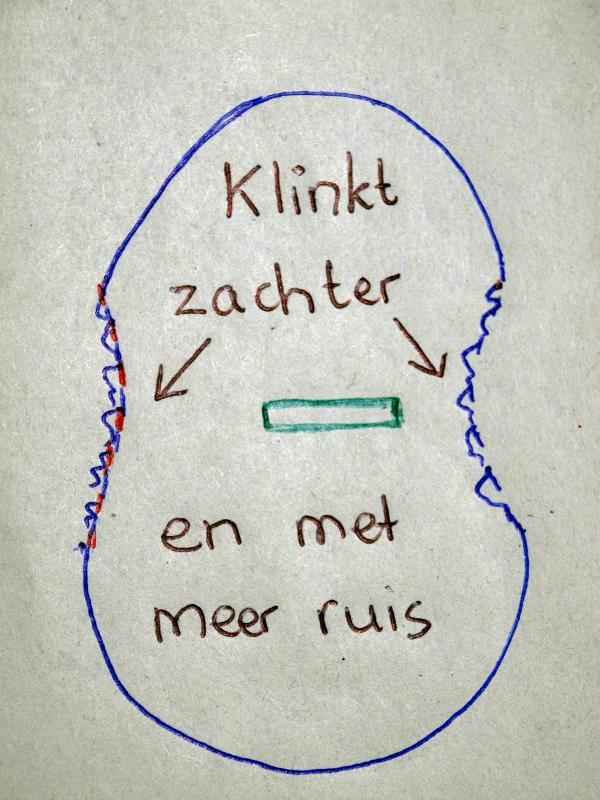 Klinkt
zachter
en met
meer ruis